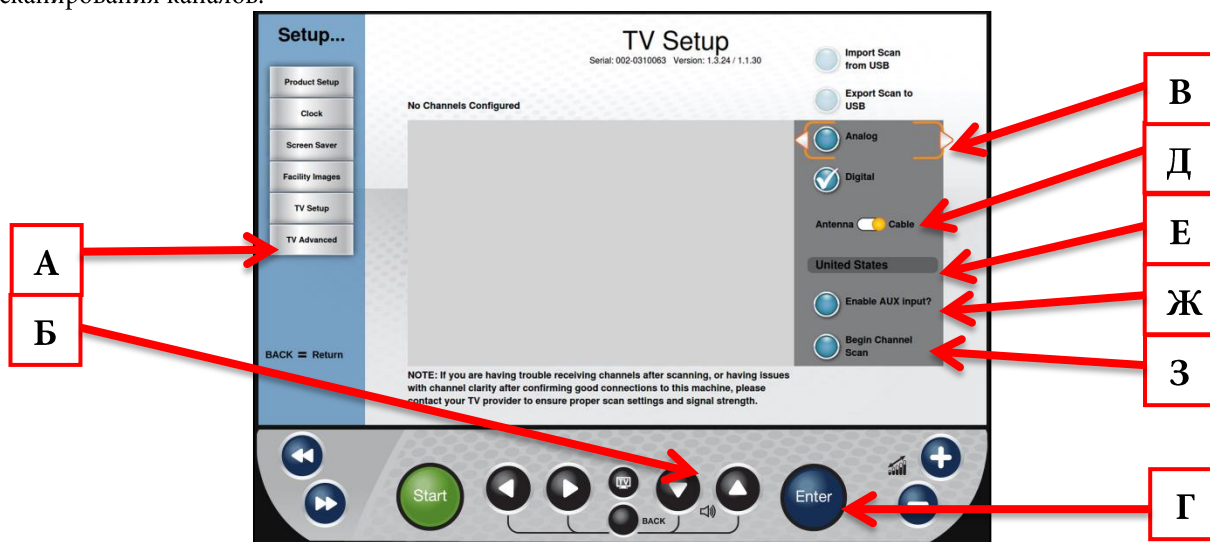 сканирования каналов.
Setup...
Product Setup
Clock
Screen Saver
Facility Images
TV Setup
TV Advanced
BACK = Return
TV Setup
Serial: 002-0310063 Version: 1.3.24 / 1.1.30
No Channels Configured
Import Scan
from USB
Export Scan to
USB
Analog
Digital
Antenna Cable
United States
Enable AUX input?
Begin Channel
Scan
NOTE: If you are having trouble receiving channels after scanning, or having issues
with channel clarity after confirming good connections to this machine, please
contact your TV provider to ensure proper scan settings and signal strength.
Start
TV
BACK
Enter
А
Б
В
Д
Е
Ж
З
Г